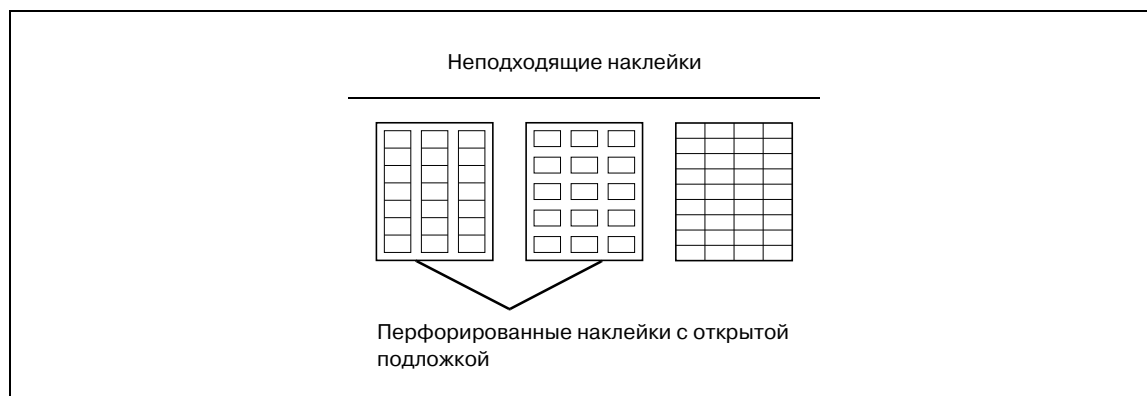 Неподходящие наклейки
Перфорированные наклейки с открытой
подложкой